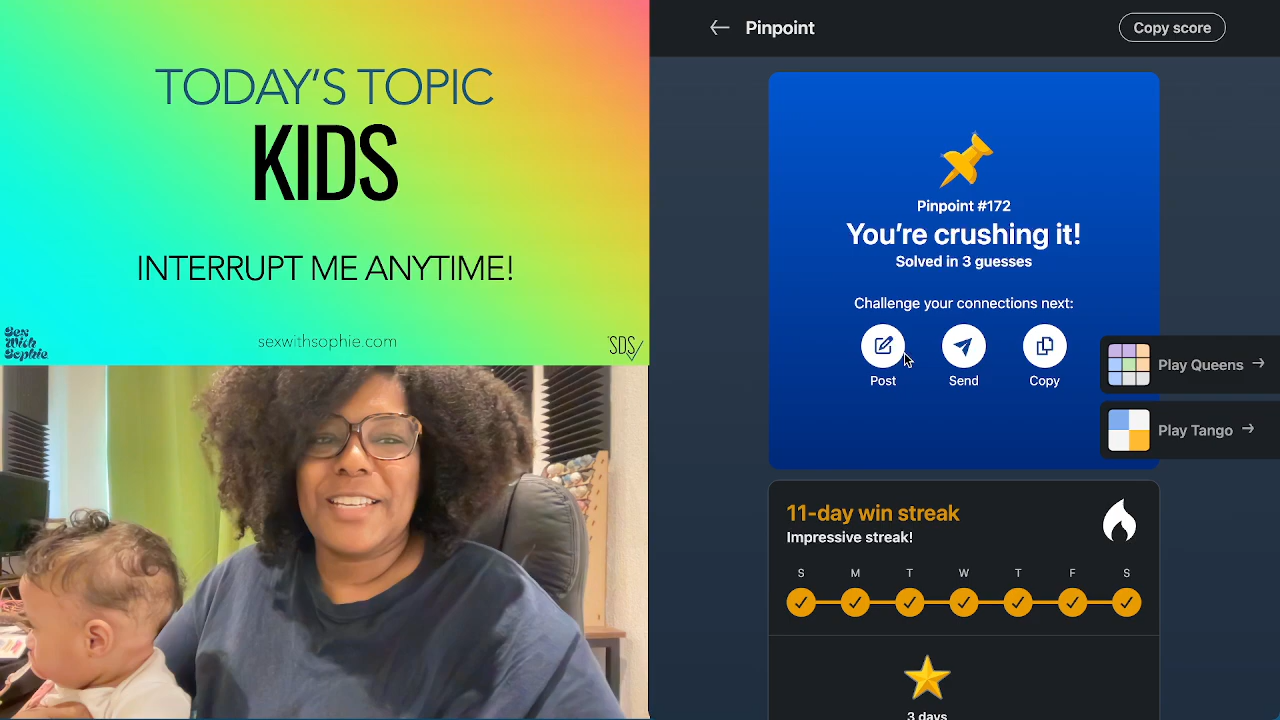 TODAY'S TOPIC
KIDS
INTERRUPT ME ANYTIME!
Sex
With
Sophie
sexwithsophie.com
SDS
Pinpoint
Copy score
Pinpoint #172
You're crushing it!
Solved in 3 guesses
Challenge your connections next:
Post
Send
Copy
Play Queens
Play Tango
11-day win streak
Impressive streak!
S M T W T F S
3 days